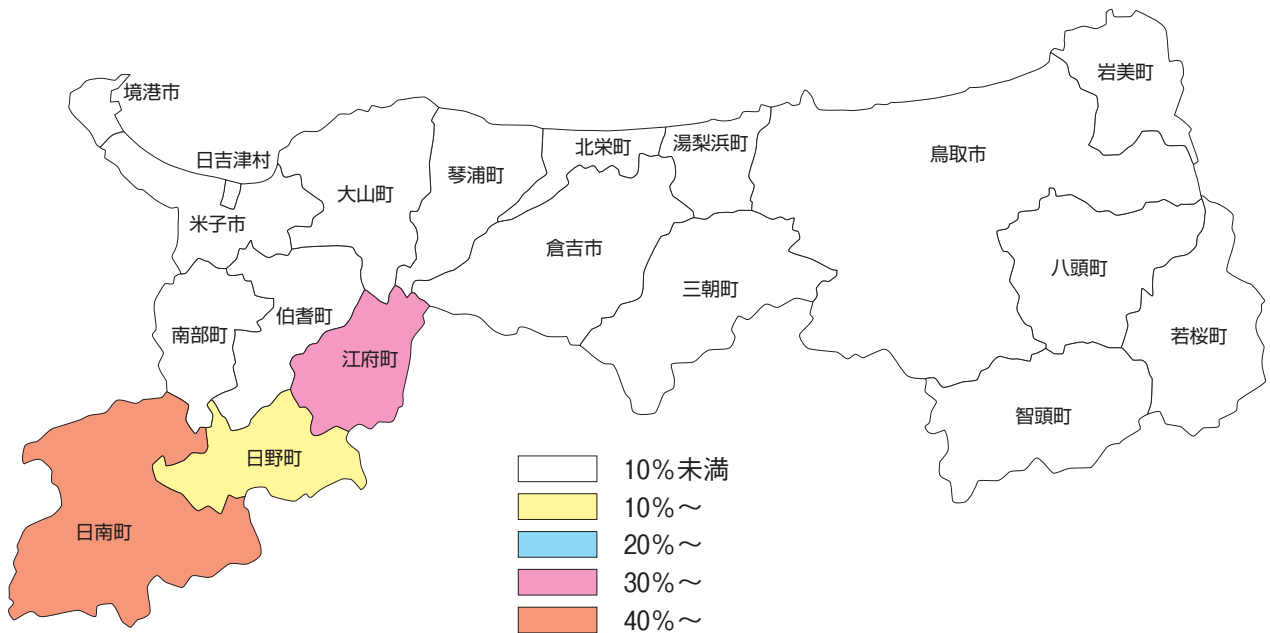 岩美町
境港市
鳥取市
湯梨浜町
北栄町
日吉津村
琴浦町
大山町
米子市
倉吉市
八頭町
三朝町
伯耆町
南部町
若桜町
江府町
智頭町
日野町
日南町
10%未満
10%～
20%～
30%～
40%～